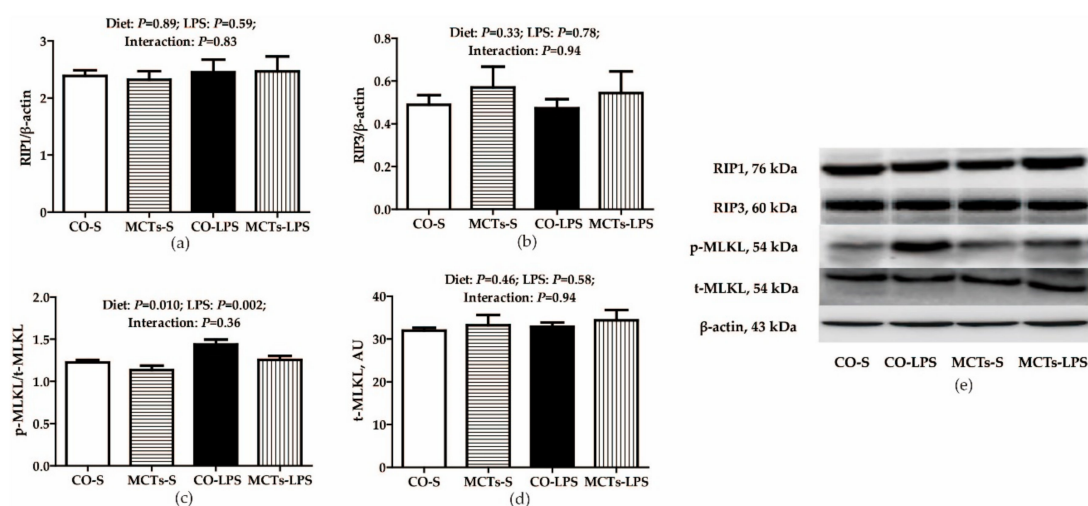 Diet: P=0.89; LPS: P=0.59;
Interaction: P=0.83
RIP1/β-actin
3
2
1
0
CO-S MCTs-S CO-LPS MCTs-LPS
(a)
Diet: P=0.33; LPS: P=0.78;
Interaction: P=0.94
RIP3/β-actin
0.8
0.6
0.4
0.2
0.0
CO-S MCTs-S CO-LPS MCTs-LPS
(b)
Diet: P=0.010; LPS: P=0.002;
Interaction: P=0.36
p-MLKL/t-MLKL
2.0
1.5
1.0
0.5
0.0
CO-S MCTs-S CO-LPS MCTs-LPS
(c)
Diet: P=0.46; LPS: P=0.58;
Interaction: P=0.94
t-MLKL, AU
40
30
20
10
0
CO-S MCTs-S CO-LPS MCTs-LPS
(d)
RIP1, 76 kDa
RIP3, 60 kDa
p-MLKL, 54 kDa
t-MLKL, 54 kDa
β-actin, 43 kDa
CO-S CO-LPS MCTs-S MCTs-LPS
(e)